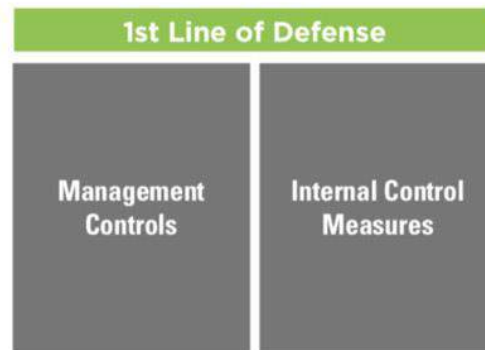 1st Line of Defense
Management
Controls
Internal Control
Measures